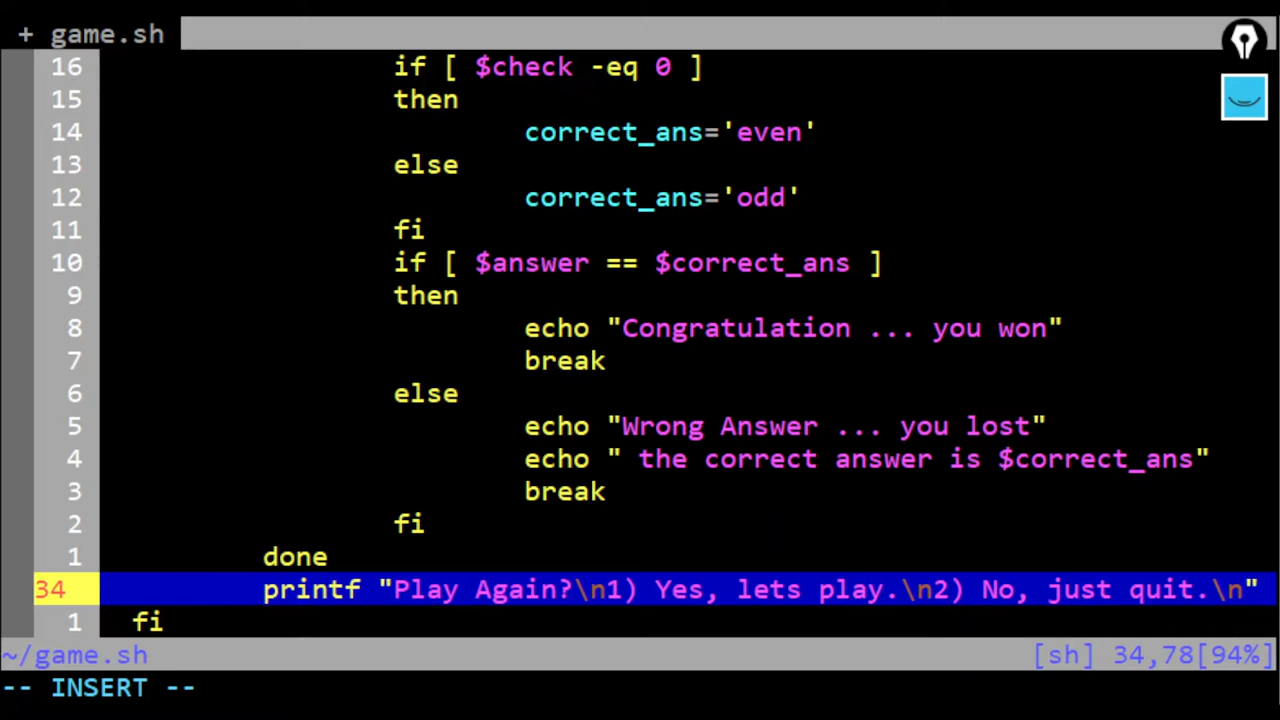 + game.sh
16 if [ $check -eq 0 ]
15 then
14 correct_ans='even'
13 else
12 correct_ans='odd'
11 fi
10 if [ $answer == $correct_ans ]
9 then
8 echo "Congratulation ... you won"
7 break
6 else
5 echo "Wrong Answer ... you lost"
4 echo " the correct answer is $correct_ans"
3 break
2 fi
1 done
34 printf "Play Again?\n1) Yes, lets play.\n2) No, just quit.\n"
1 fi
~/game.sh [sh] 34,78[94%]
-- INSERT --